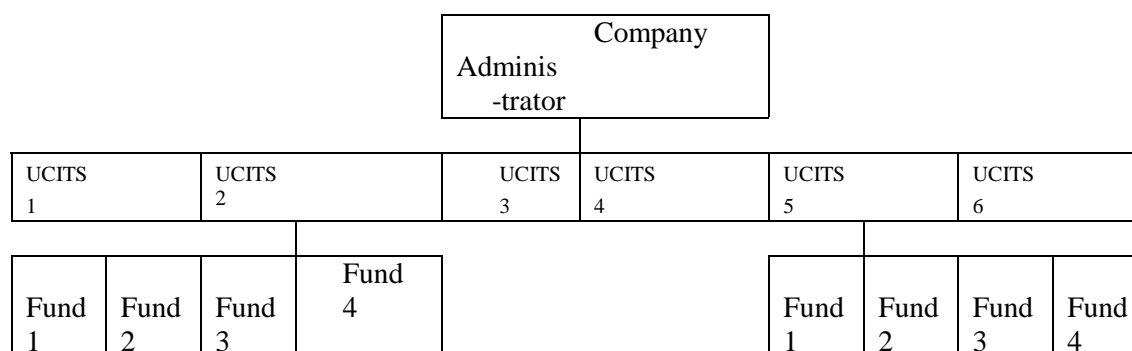 Company
Adminis
-trator
UCITS UCITS UCITS UCITS UCITS UCITS
1 2 3 4 5 6
Fund
4
Fund Fund Fund Fund Fund Fund Fund
1 2 3 1 2 3 4